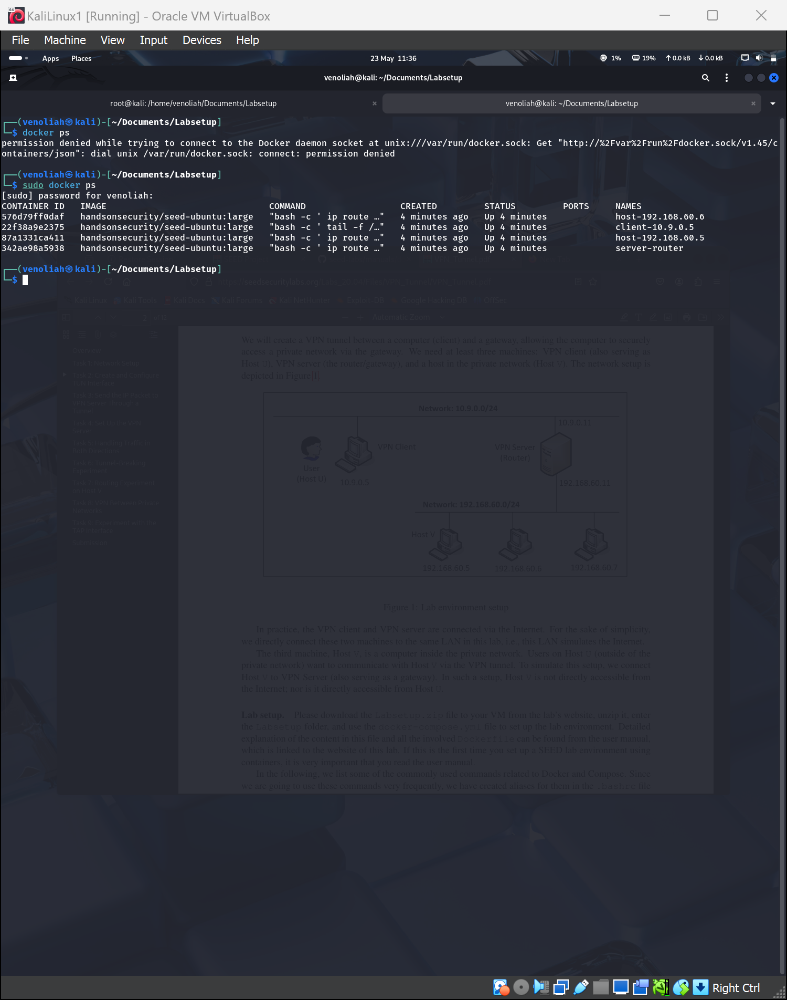 64
KaliLinux1 [Running] - Oracle VM VirtualBox
File Machine View Input Devices Help
Apps Places 23 May 11:36 1% 19% ↑0.0 kB ↓0.0 kB
venoliah@kali: ~/Documents/Labsetup
root@kali: /home/venoliah/Documents/Labsetup × venoliah@kali: ~/Documents/Labsetup ×
┌──(venoliah㉿kali)-[~/Documents/Labsetup]
└─$ docker ps
permission denied while trying to connect to the Docker daemon socket at unix:///var/run/docker.sock: Get "http://%2Fvar%2Frun%2Fdocker.sock/v1.45/c
ontainers/json": dial unix /var/run/docker.sock: connect: permission denied
┌──(venoliah㉿kali)-[~/Documents/Labsetup]
└─$ sudo docker ps
[sudo] password for venoliah:
CONTAINER ID IMAGE COMMAND CREATED STATUS PORTS NAMES
576d79ff0daf handsonsecurity/seed-ubuntu:large "bash -c ' ip route …" 4 minutes ago Up 4 minutes host-192.168.60.6
22f38a9e2375 handsonsecurity/seed-ubuntu:large "bash -c ' tail -f /…" 4 minutes ago Up 4 minutes client-10.9.0.5
87a1331ca411 handsonsecurity/seed-ubuntu:large "bash -c ' ip route …" 4 minutes ago Up 4 minutes host-192.168.60.5
342ae98a5938 handsonsecurity/seed-ubuntu:large "bash -c ' ip route …" 4 minutes ago Up 4 minutes server-router
┌──(venoliah㉿kali)-[~/Documents/Labsetup]
└─$
VPN_Tunnel.pdf
seedsecuritylabs.org
Kali Linux Kali Tools Kali Docs Kali Forums Kali NetHunter Exploit-DB Google Hacking DB OffSec
2 of 12 Automatic Zoom
Overview
Task 1: Network Setup
Task 2: Create and Configure
TUN Interface
Task 3: Send the IP Packet to
VPN Server Through a
Tunnel
Task 4: Set Up the VPN
Server
Task 5: Handling Traffic in
Both Directions
Task 6: Tunnel-Breaking
Experiment
Task 7: Routing Experiment
on Host V
Task 8: VPN Between Private
Networks
Task 9: Experiment with the
TAP Interface
Submission
We will create a VPN tunnel between a computer (client) and a gateway, allowing the computer to securely
access a private network via the gateway. We need at least three machines: VPN client (also serving as
Host U), VPN server (the router/gateway), and a host in the private network (Host V). The network setup is
depicted in Figure 1.
Network: 10.9.0.0/24
10.9.0.11
VPN Client
VPN Server
(Router)
User
(Host U)
10.9.0.5
192.168.60.11
Network: 192.168.60.0/24
Host V
192.168.60.5 192.168.60.6 192.168.60.7
Figure 1: Lab environment setup
In practice, the VPN client and VPN server are connected via the Internet. For the sake of simplicity,
we directly connect these two machines to the same LAN in this lab, i.e., this LAN simulates the Internet.
The third machine, Host V, is a computer inside the private network. Users on Host U (outside of the
private network) want to communicate with Host V via the VPN tunnel. To simulate this setup, we connect
Host V to VPN Server (also serving as a gateway). In such a setup, Host V is not directly accessible from
the Internet; nor is it directly accessible from Host U.
Lab setup. Please download the Labsetup.zip file to your VM from the lab's website, unzip it, enter
the Labsetup folder, and use the docker-compose.yml file to set up the lab environment. Detailed
explanation of the content in this file and all the involved Dockerfile can be found from the user manual,
which is linked to the website of this lab. If this is the first time you set up a SEED lab environment using
containers, it is very important that you read the user manual.
In the following, we list some of the commonly used commands related to Docker and Compose. Since
we are going to use these commands very frequently, we have created aliases for them in the .bashrc file
Right Ctrl